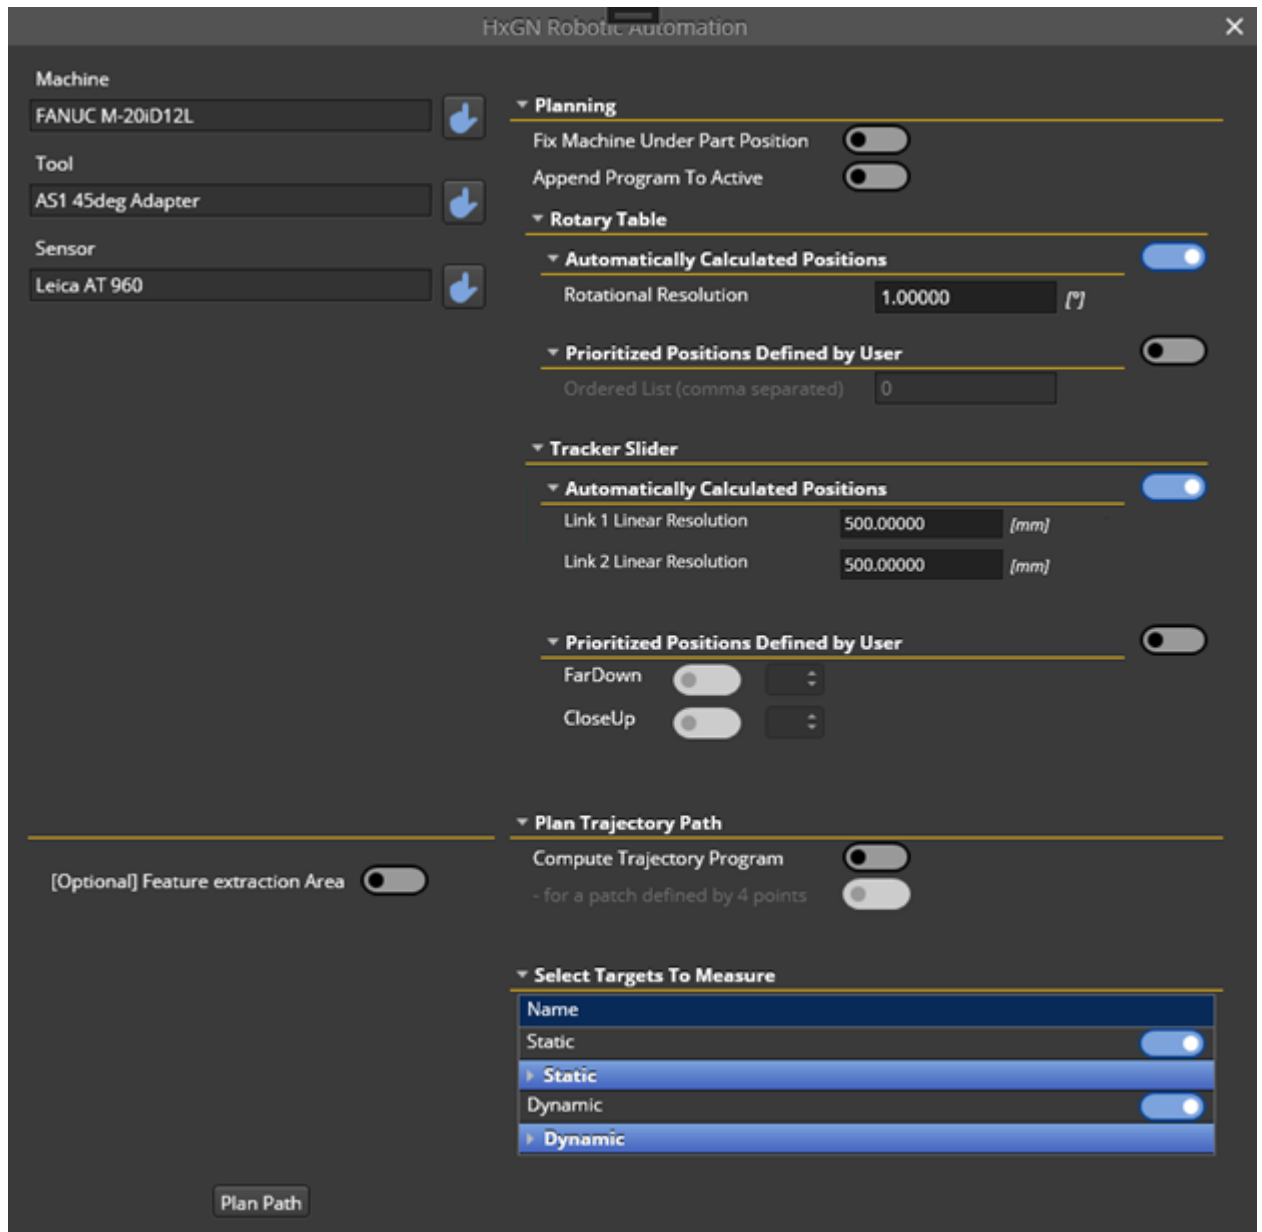 HxGN Robotic Automation
Machine
FANUC M-20iD12L
Tool
AS1 45deg Adapter
Sensor
Leica AT 960
Planning
Fix Machine Under Part Position
Append Program To Active
Rotary Table
Automatically Calculated Positions
Rotational Resolution 1.00000 [°]
Prioritized Positions Defined by User
Ordered List (comma separated) 0
Tracker Slider
Automatically Calculated Positions
Link 1 Linear Resolution 500.00000 [mm]
Link 2 Linear Resolution 500.00000 [mm]
Prioritized Positions Defined by User
FarDown
CloseUp
[Optional] Feature extraction Area
Plan Trajectory Path
Compute Trajectory Program
- for a patch defined by 4 points
Select Targets To Measure
Name
Static
Static
Dynamic
Dynamic
Plan Path